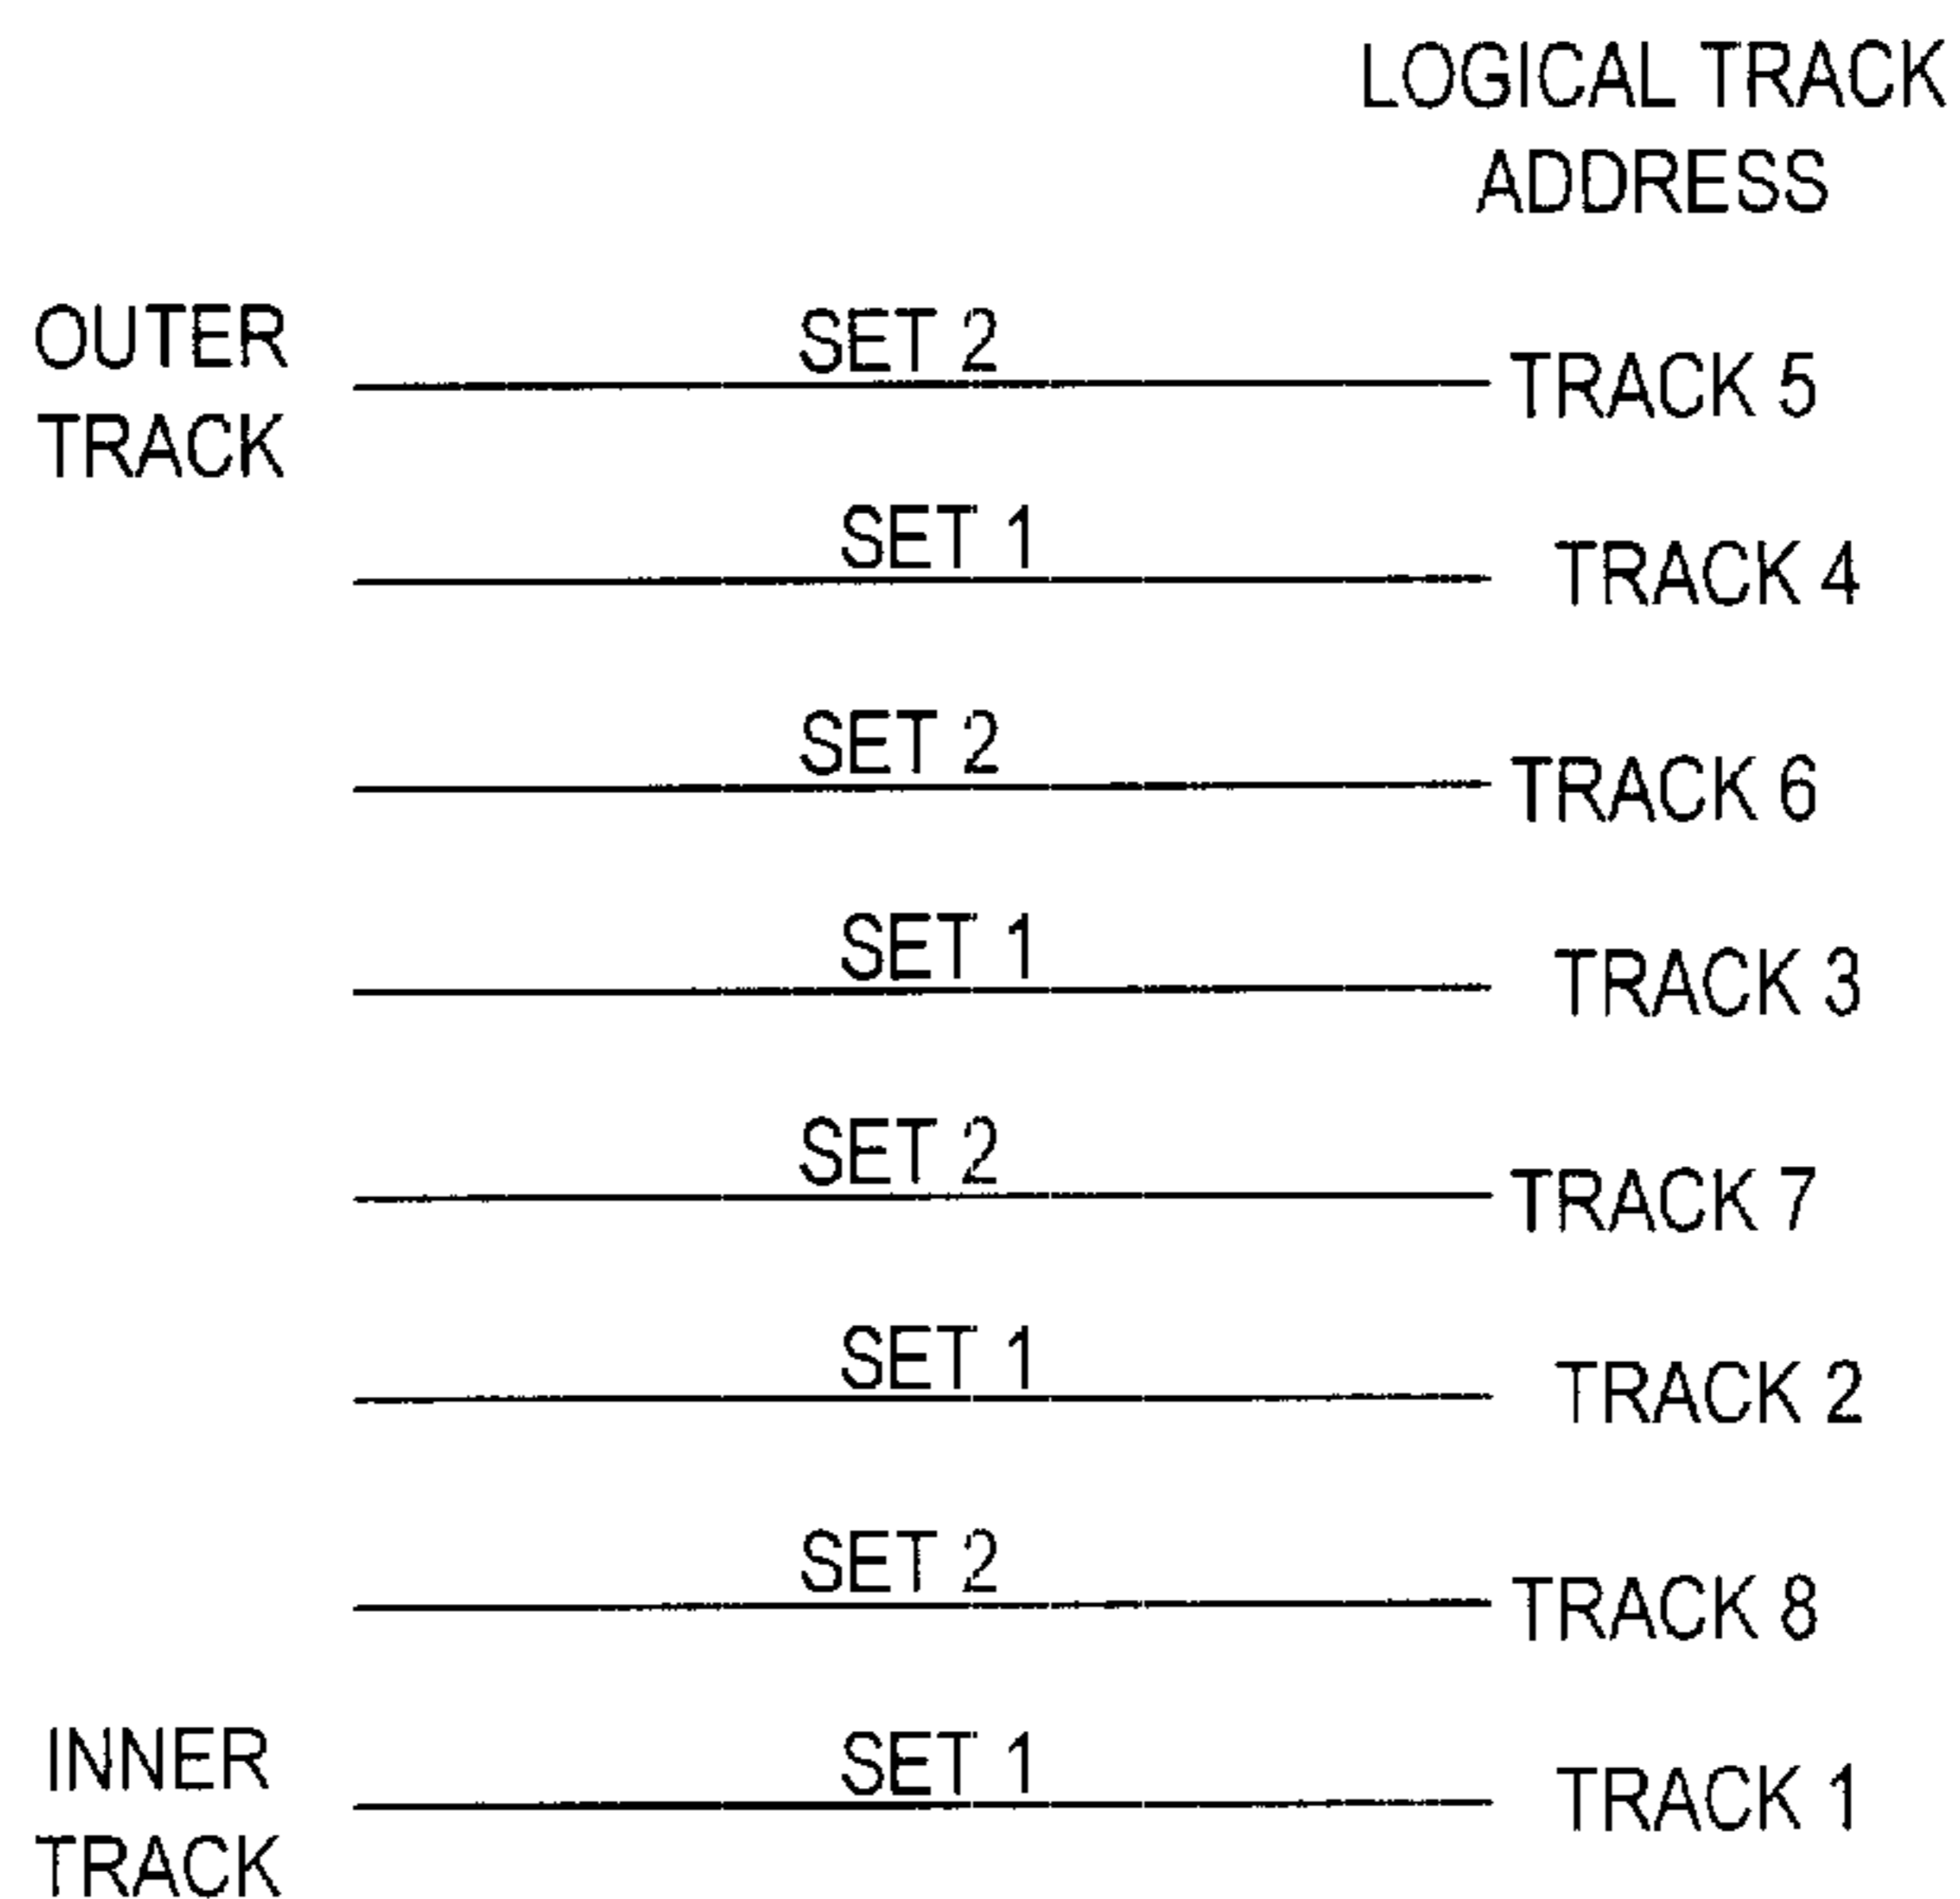 LOGICAL TRACK
ADDRESS
OUTER
TRACK
SET 2
TRACK 5
SET 1
TRACK 4
SET 2
TRACK 6
SET 1
TRACK 3
SET 2
TRACK 7
SET 1
TRACK 2
SET 2
TRACK 8
INNER
TRACK
SET 1
TRACK 1